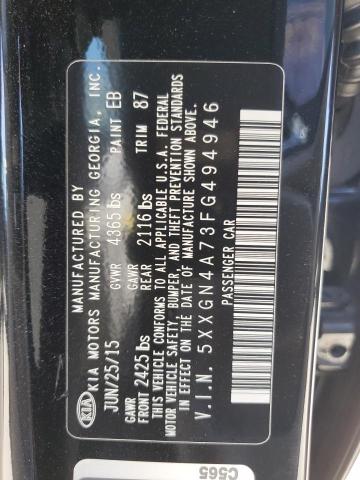 MANUFACTURED BY
KIA KIA MOTORS MANUFACTURING GEORGIA, INC.
JUN/25/15 GVWR 4365 lbs PAINT EB
GAWR FRONT 2425 lbs GAWR REAR 2116 lbs TRIM 87
THIS VEHICLE CONFORMS TO ALL APPLICABLE U.S.A. FEDERAL
MOTOR VEHICLE SAFETY, BUMPER, AND THEFT PREVENTION STANDARDS
IN EFFECT ON THE DATE OF MANUFACTURE SHOWN ABOVE.
V.I.N. 5XXGN4A73FG494946
PASSENGER CAR
C565